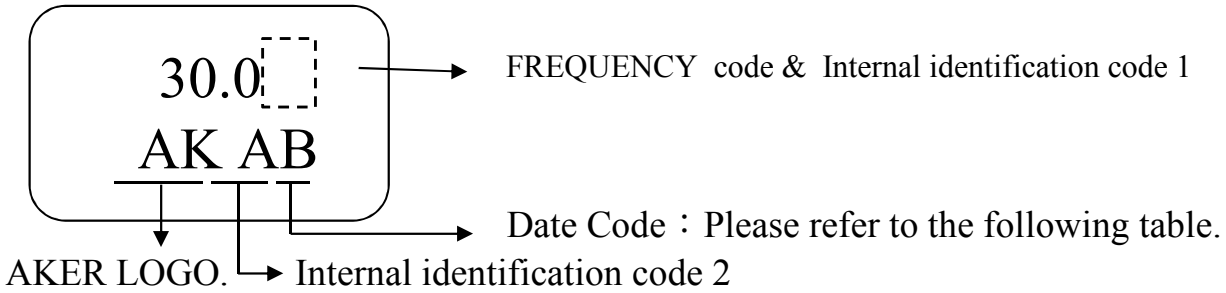 30.0
FREQUENCY code & Internal identification code 1
AK AB
Date Code：Please refer to the following table.
AKER LOGO.
Internal identification code 2